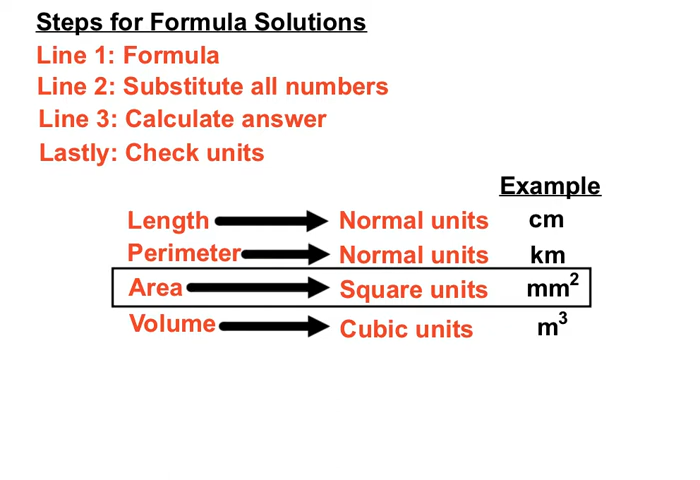 Steps for Formula Solutions
Line 1: Formula
Line 2: Substitute all numbers
Line 3: Calculate answer
Lastly: Check units
Example
Length Normal units cm
Perimeter Normal units km
Area Square units mm²
Volume Cubic units m³